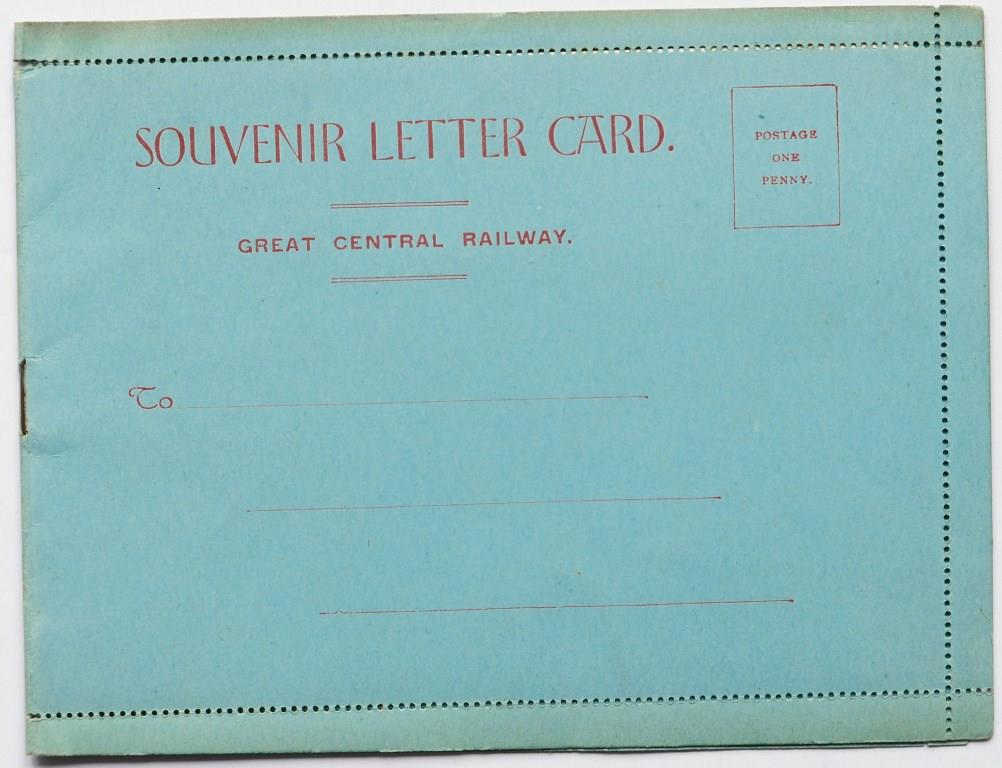 SOUVENIR LETTER CARD.
POSTAGE
ONE
PENNY.
GREAT CENTRAL RAILWAY.
To